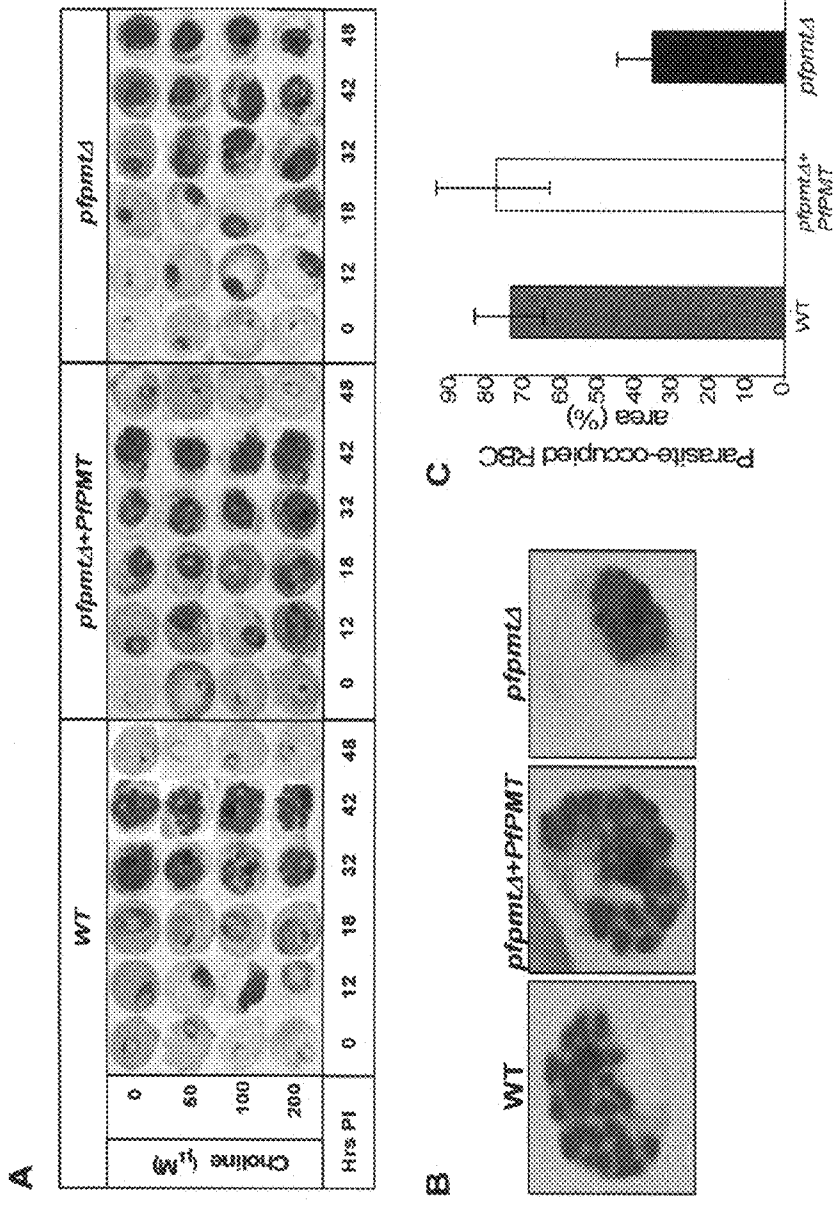 A
WT pfpmtΔ+PfPMT pfpmtΔ
Choline (μM)
0
50
100
200
Hrs PI 0 12 18 32 42 48 0 12 18 32 42 48 0 12 18 32 42 48
B
WT pfpmtΔ+PfPMT pfpmtΔ
C
Parasite-occupied RBC
area (%)
90
80
70
60
50
40
30
20
10
0
WT pfpmtΔ+ pfpmtΔ
PfPMT